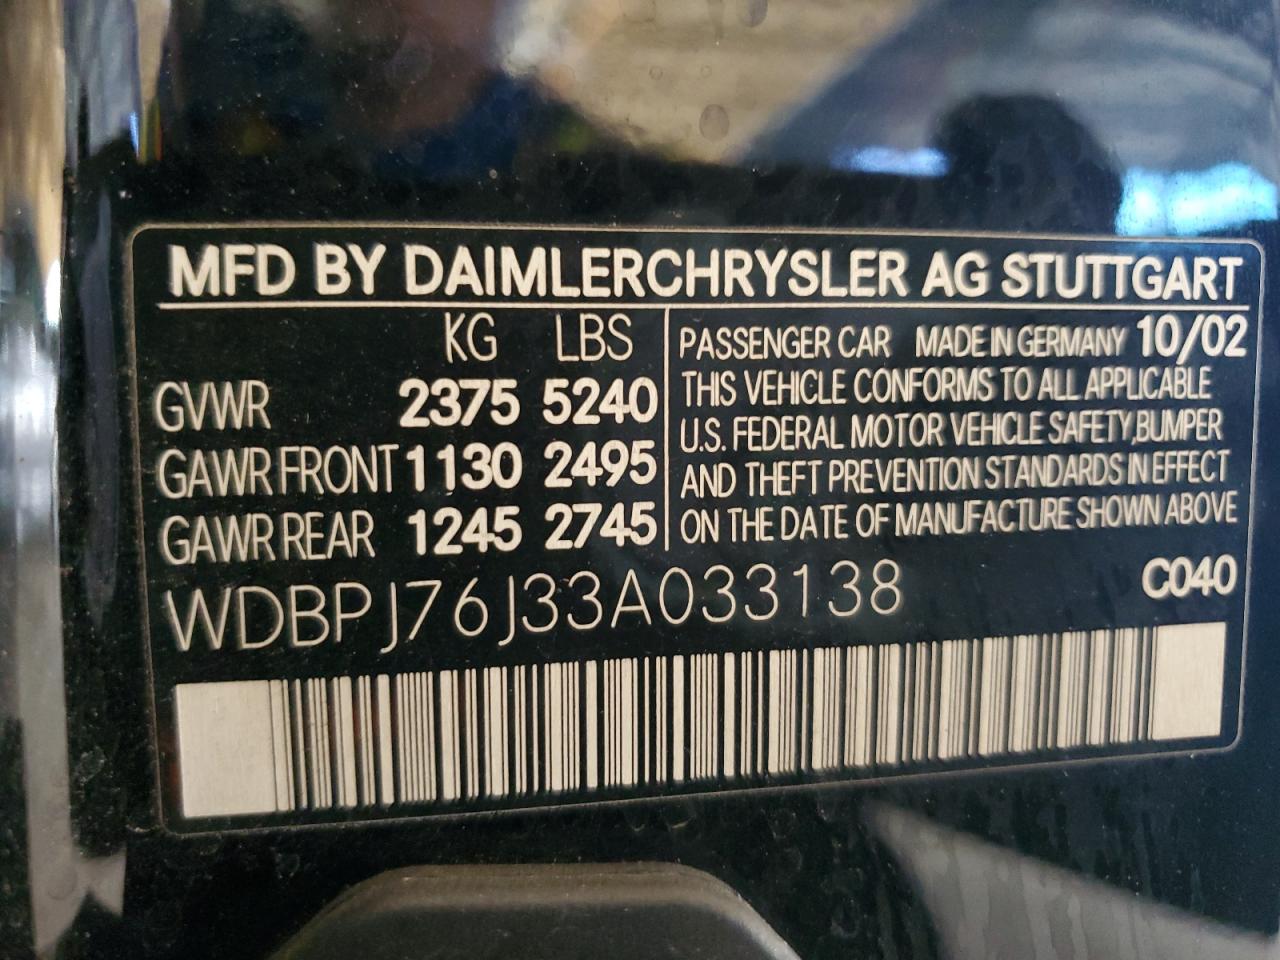 MFD BY DAIMLERCHRYSLER AG STUTTGART
KG LBS
GVWR 2375 5240
GAWR FRONT 1130 2495
GAWR REAR 1245 2745
PASSENGER CAR MADE IN GERMANY 10/02
THIS VEHICLE CONFORMS TO ALL APPLICABLE
U.S. FEDERAL MOTOR VEHICLE SAFETY, BUMPER
AND THEFT PREVENTION STANDARDS IN EFFECT
ON THE DATE OF MANUFACTURE SHOWN ABOVE
WDBPJ76J33A033138 C040